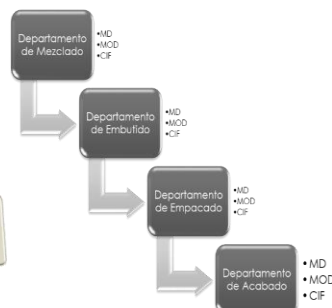 Departamento
de Mezclado
•MD
•MOD
•CIF
Departamento
de Embutido
•MD
•MOD
•CIF
Departamento
de Empacado
•MD
•MOD
•CIF
Departamento
de Acabado
• MD
• MOD
• CIF